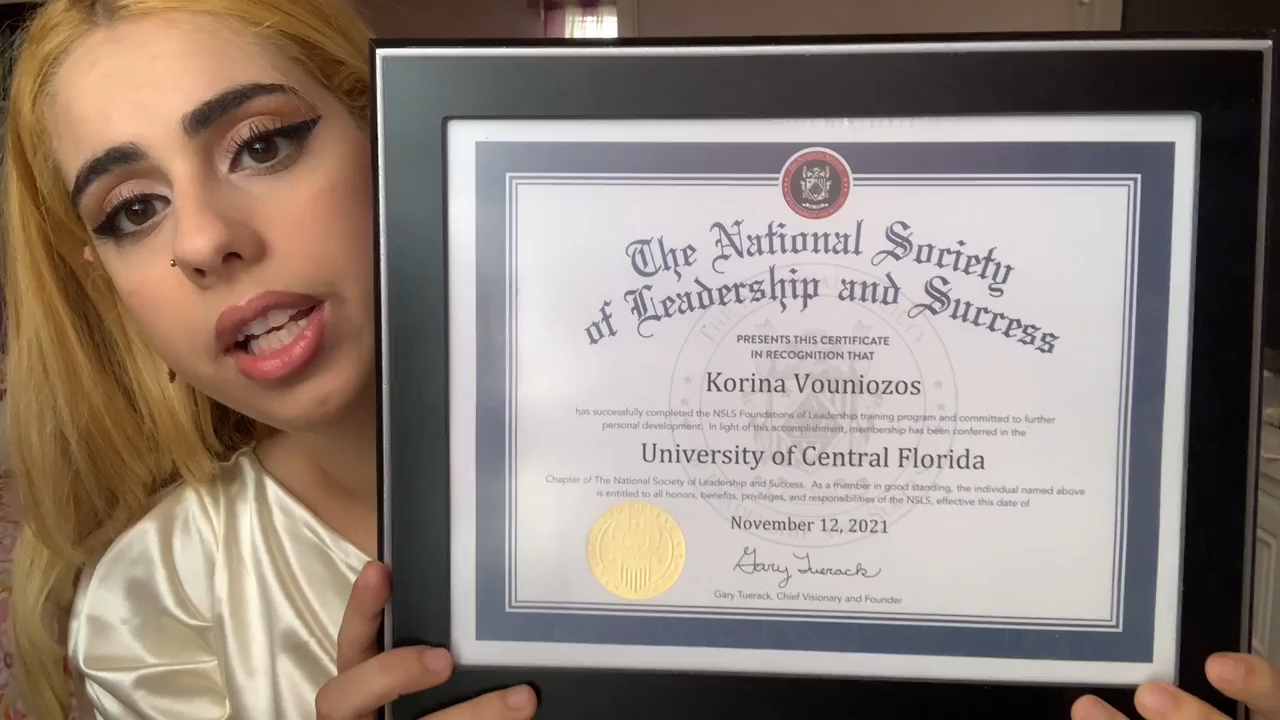 The National Society
of Leadership and Success
PRESENTS THIS CERTIFICATE
IN RECOGNITION THAT
Korina Vouniozos
has successfully completed the NSLS Foundations of Leadership training program and committed to further
personal development. In light of this accomplishment, membership has been conferred in the
University of Central Florida
Chapter of The National Society of Leadership and Success. As a member in good standing, the individual named above
is entitled to all honors, benefits, privileges, and responsibilities of the NSLS, effective this date of
November 12, 2021
Gary Tuerack
Gary Tuerack, Chief Visionary and Founder